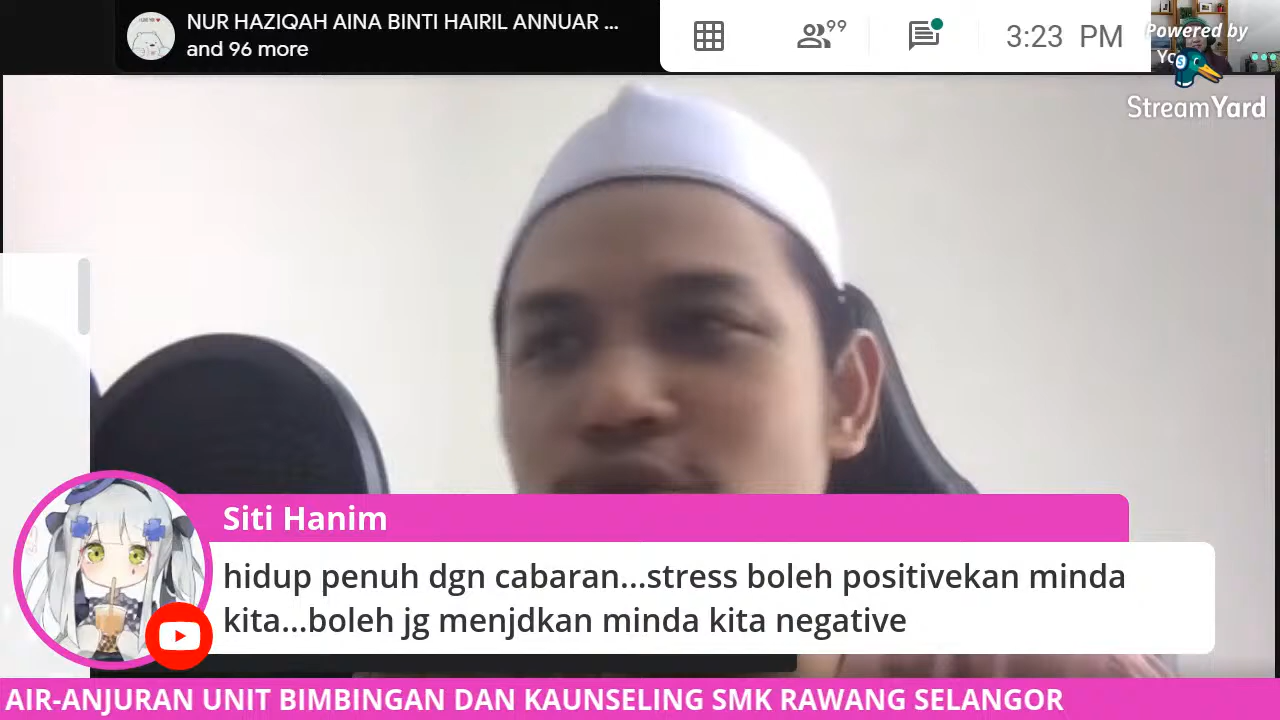 NUR HAZIQAH AINA BINTI HAIRIL ANNUAR ...
and 96 more
99
3:23 PM
Powered by
StreamYard
Siti Hanim
hidup penuh dgn cabaran...stress boleh positivekan minda
kita...boleh jg menjdkan minda kita negative
AIR-ANJURAN UNIT BIMBINGAN DAN KAUNSELING SMK RAWANG SELANGOR